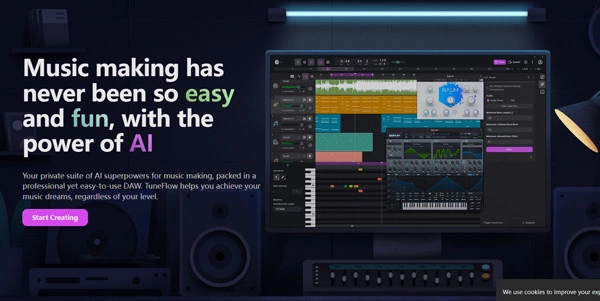 Music making has
never been so easy
and fun, with the
power of AI
Your private suite of AI superpowers for music making, packed in a
professional yet easy-to-use DAW. TuneFlow helps you achieve your
music dreams, regardless of your level.
Start Creating
RAUM
We use cookies to improve your exp